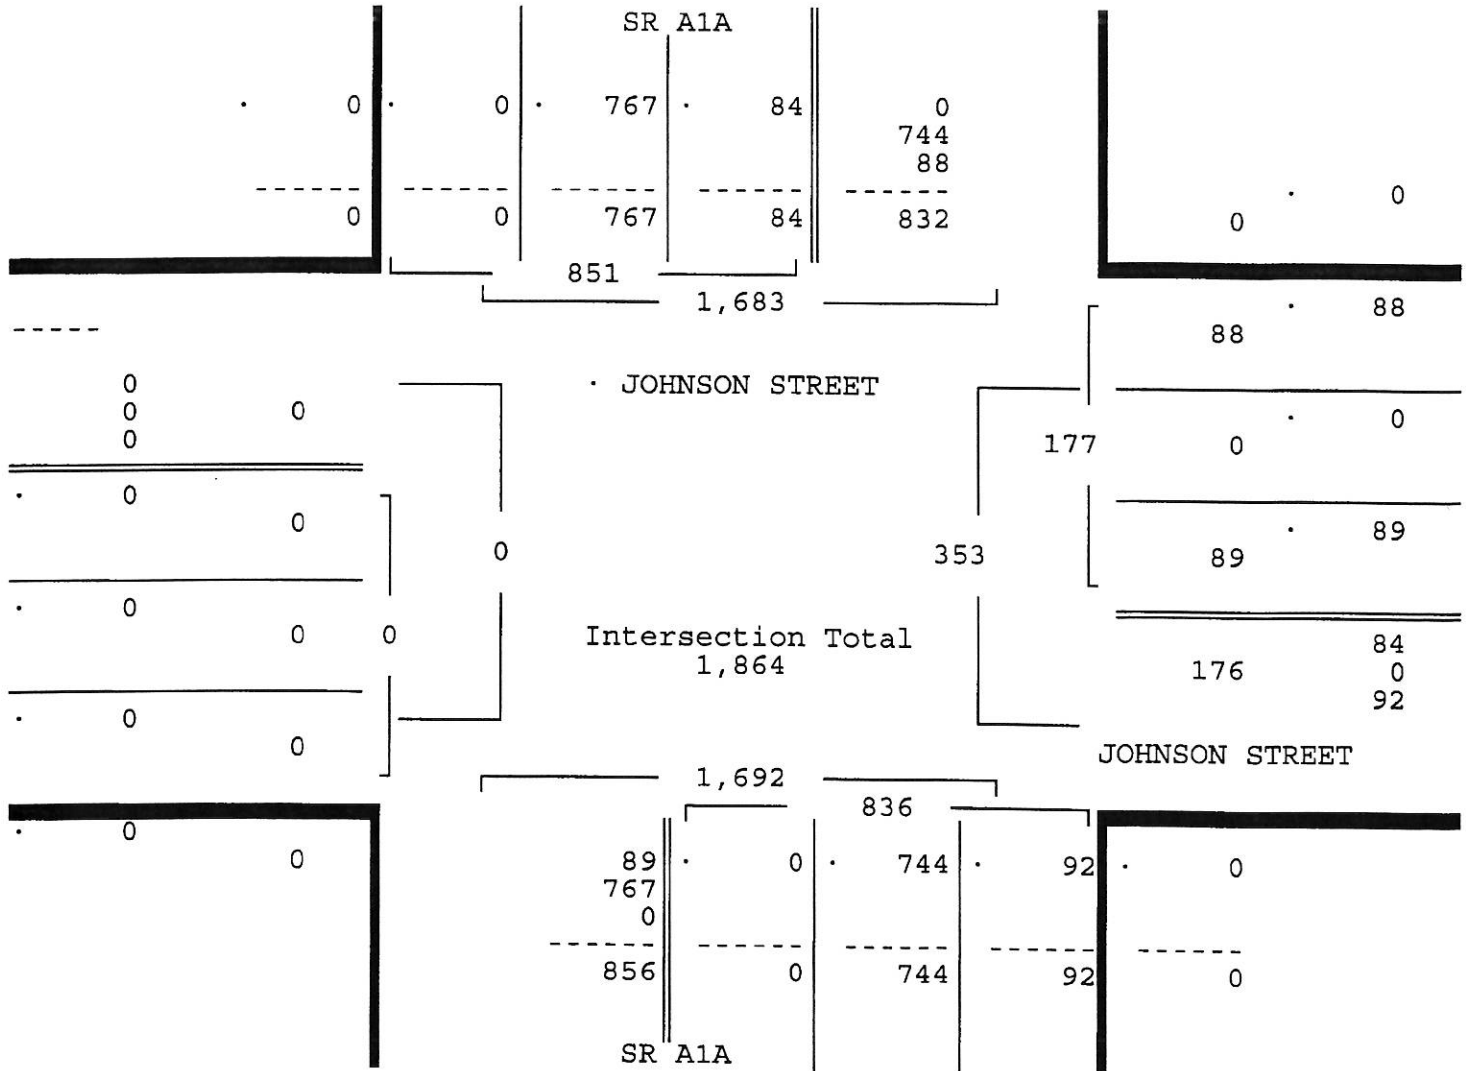 SR A1A
· 0 · 0 · 767 · 84 0
744
88
------ ------ ------ ------ ------
· 0
0 0 767 84 832
0
851
1,683
· 88
88
-----
0
· JOHNSON STREET
0 0
0
· 0
177 0
· 0
0
· 89
0 353 89
· 0
0 0
Intersection Total
1,864
84
176 0
92
· 0
0
JOHNSON STREET
1,692
836
· 0
0
89 · 0 · 744 · 92 · 0
767
0
------ ------ ------ ------ ------
856 0 744 92 0
SR A1A